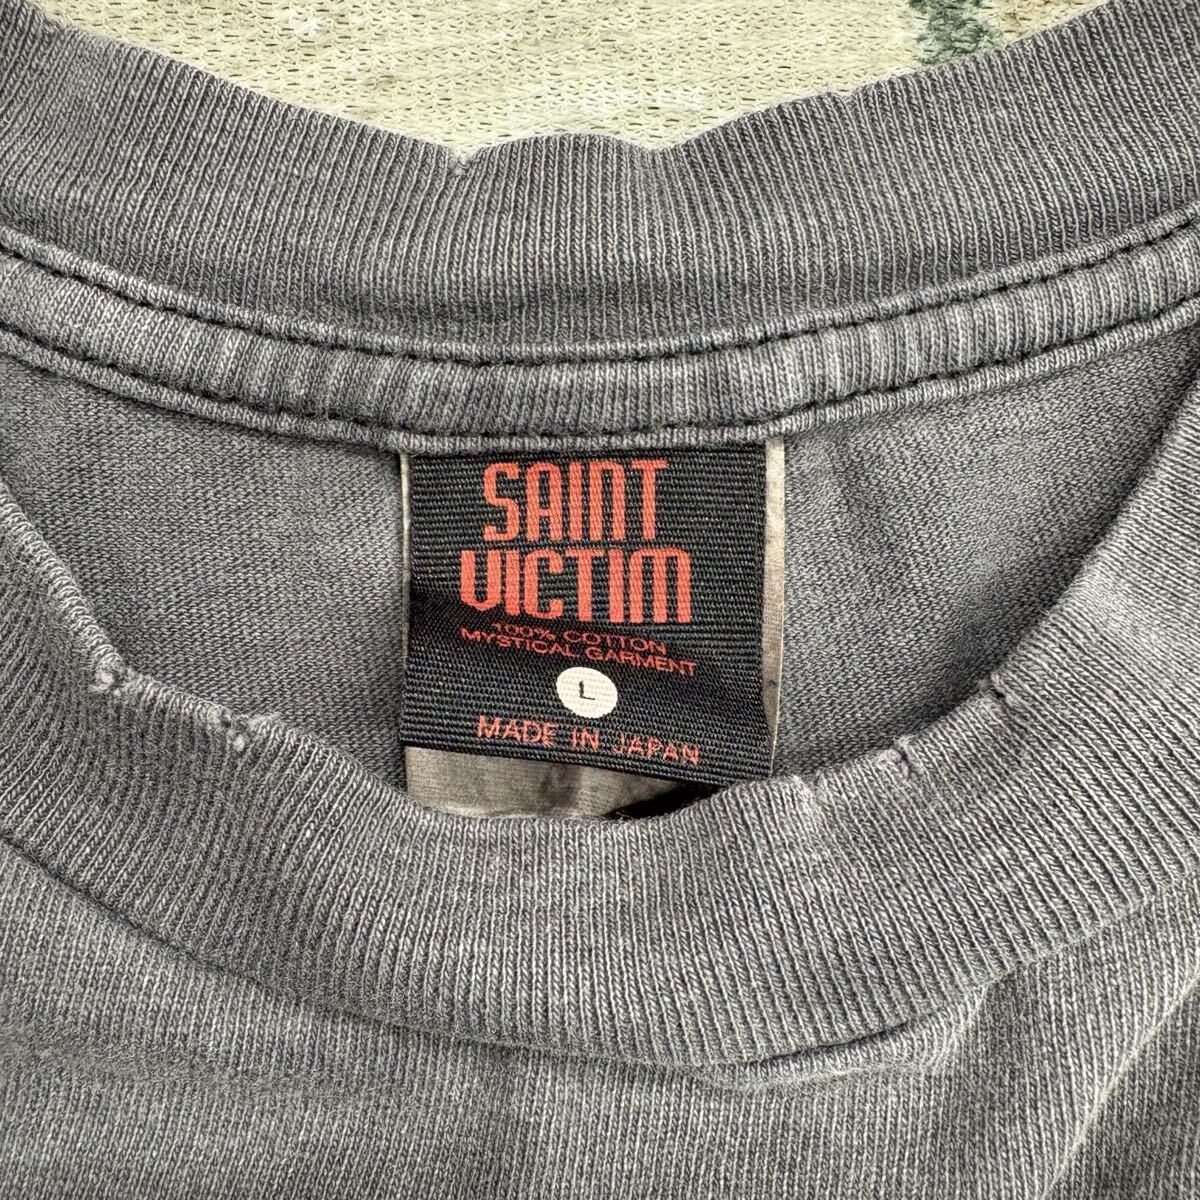 SAINT
VICTIM
100% COTTON
MYSTICAL GARMENT
L
MADE IN JAPAN